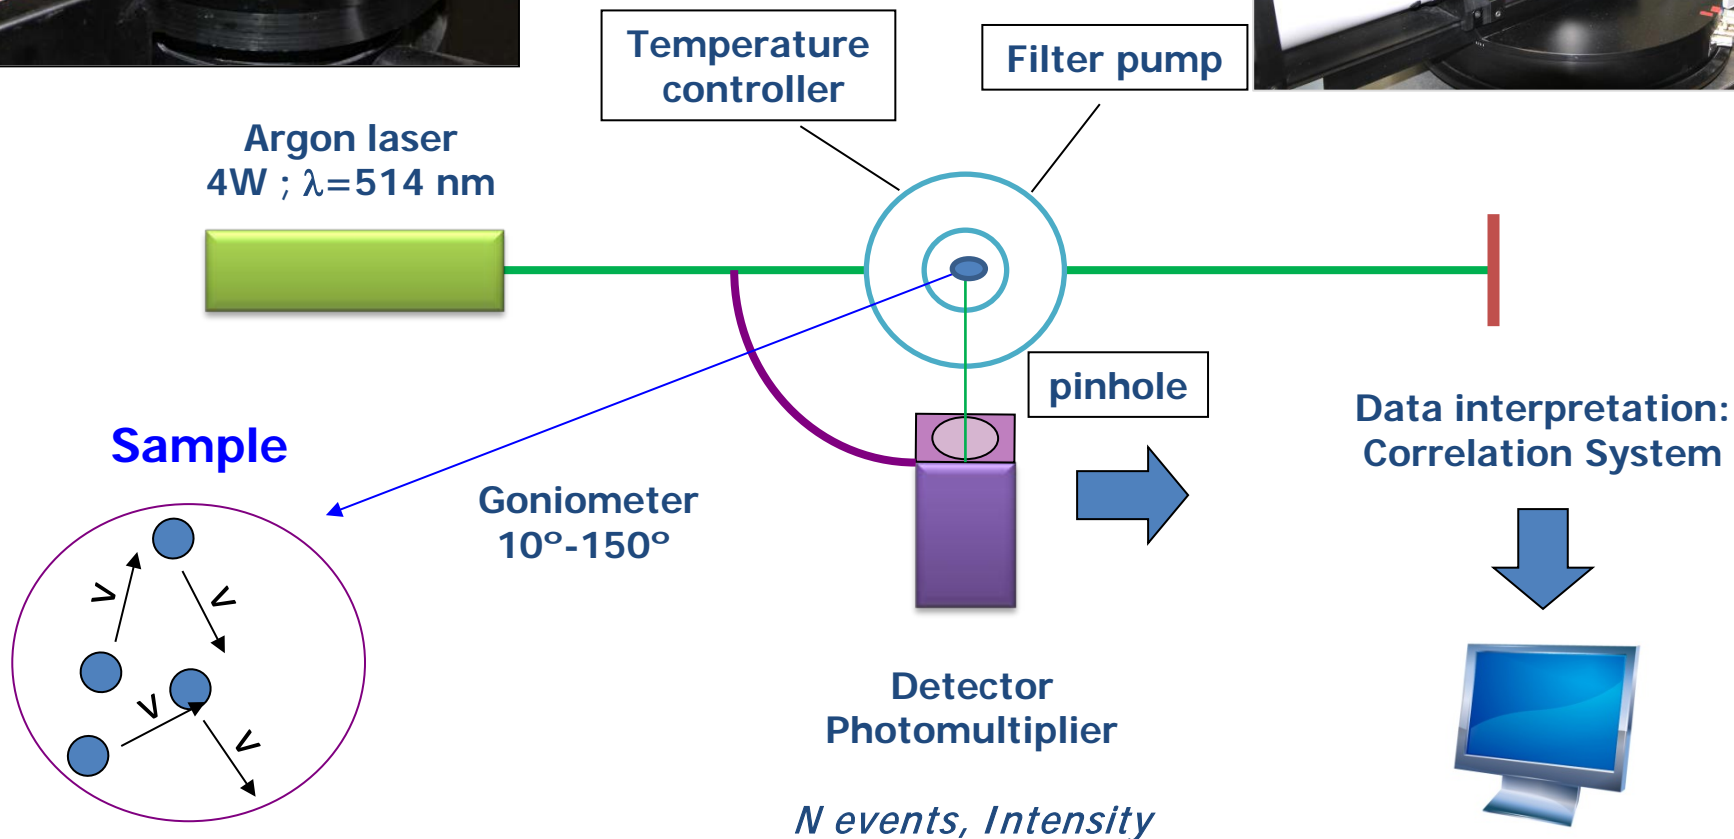 Temperature
controller
Filter pump
Argon laser
4W ; λ=514 nm
pinhole
Data interpretation:
Correlation System
Sample
Goniometer
10º-150º
V
V
V
V
Detector
Photomultiplier
N events, Intensity